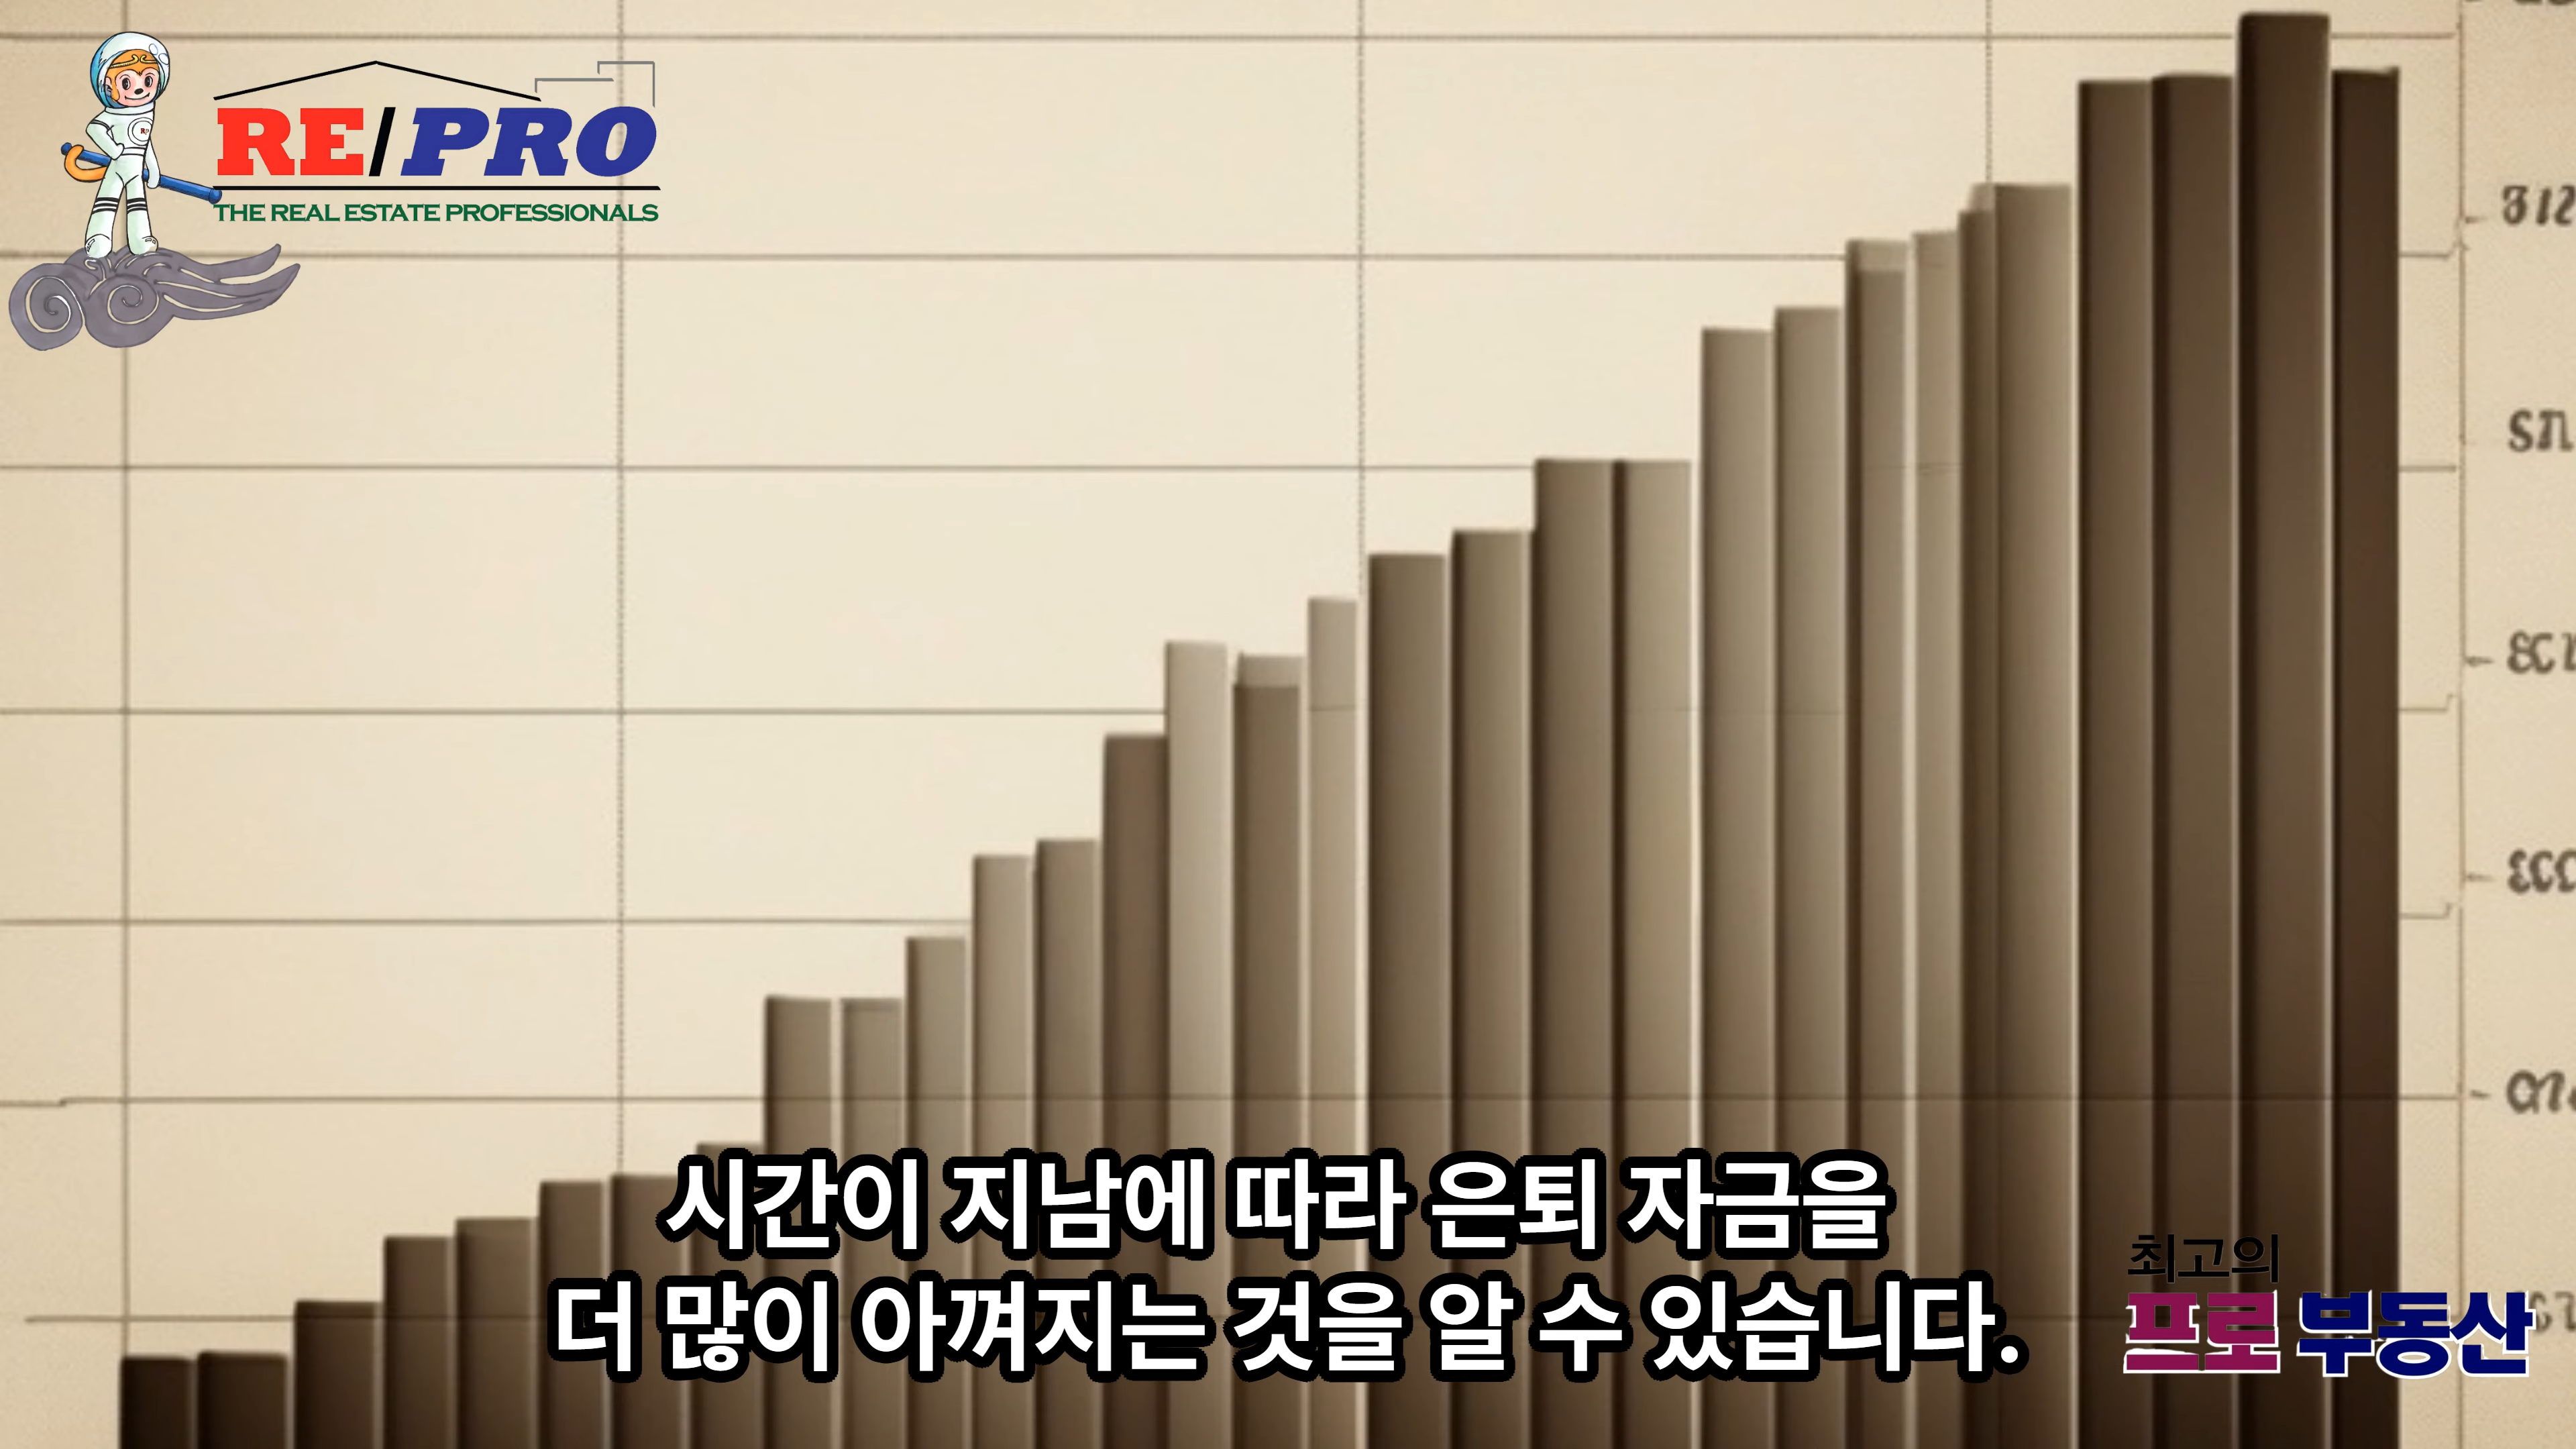 RE/PRO
THE REAL ESTATE PROFESSIONALS
시간이 지남에 따라 은퇴 자금을
더 많이 아껴지는 것을 알 수 있습니다.
최고의
프로 부동산